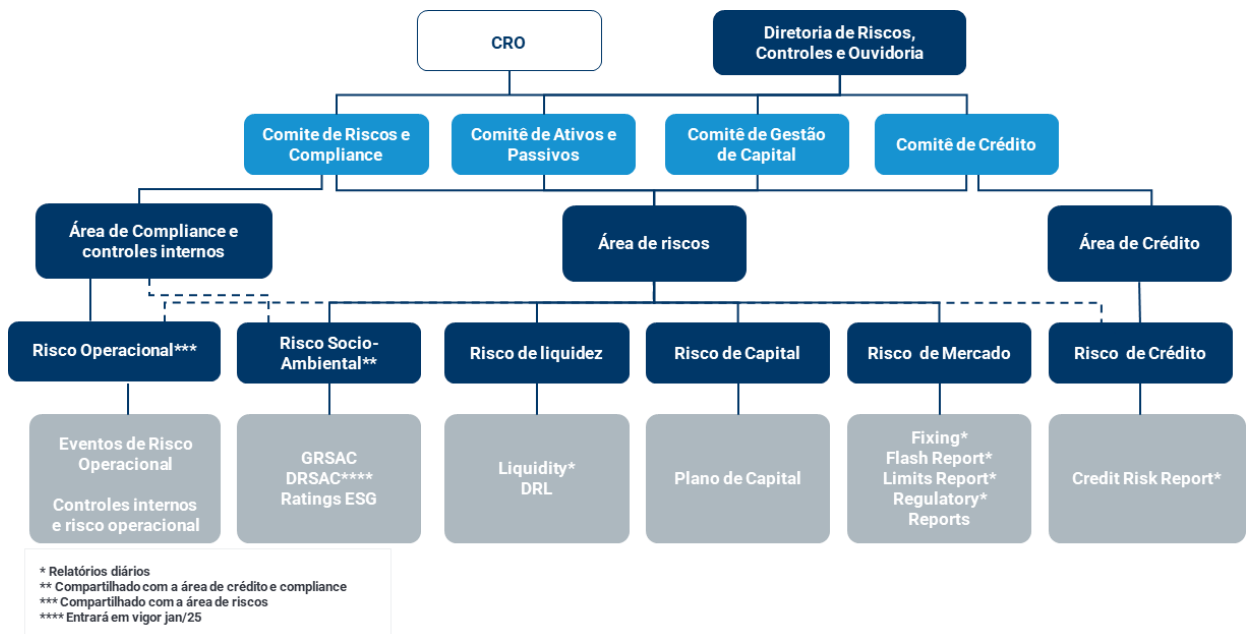 CRO
Diretoria de Riscos,
Controles e Ouvidoria
Comite de Riscos e
Compliance
Comitê de Ativos e
Passivos
Comitê de Gestão
de Capital
Comitê de Crédito
Área de Compliance e
controles internos
Área de riscos
Área de Crédito
Risco Operacional***
Risco Socio-
Ambiental**
Risco de liquidez
Risco de Capital
Risco de Mercado
Risco de Crédito
Eventos de Risco
Operacional
Controles internos
e risco operacional
GRSAC
DRSAC****
Ratings ESG
Liquidity*
DRL
Plano de Capital
Fixing*
Flash Report*
Limits Report*
Regulatory*
Reports
Credit Risk Report*
* Relatórios diários
** Compartilhado com a área de crédito e compliance
*** Compartilhado com a área de riscos
**** Entrará em vigor jan/25